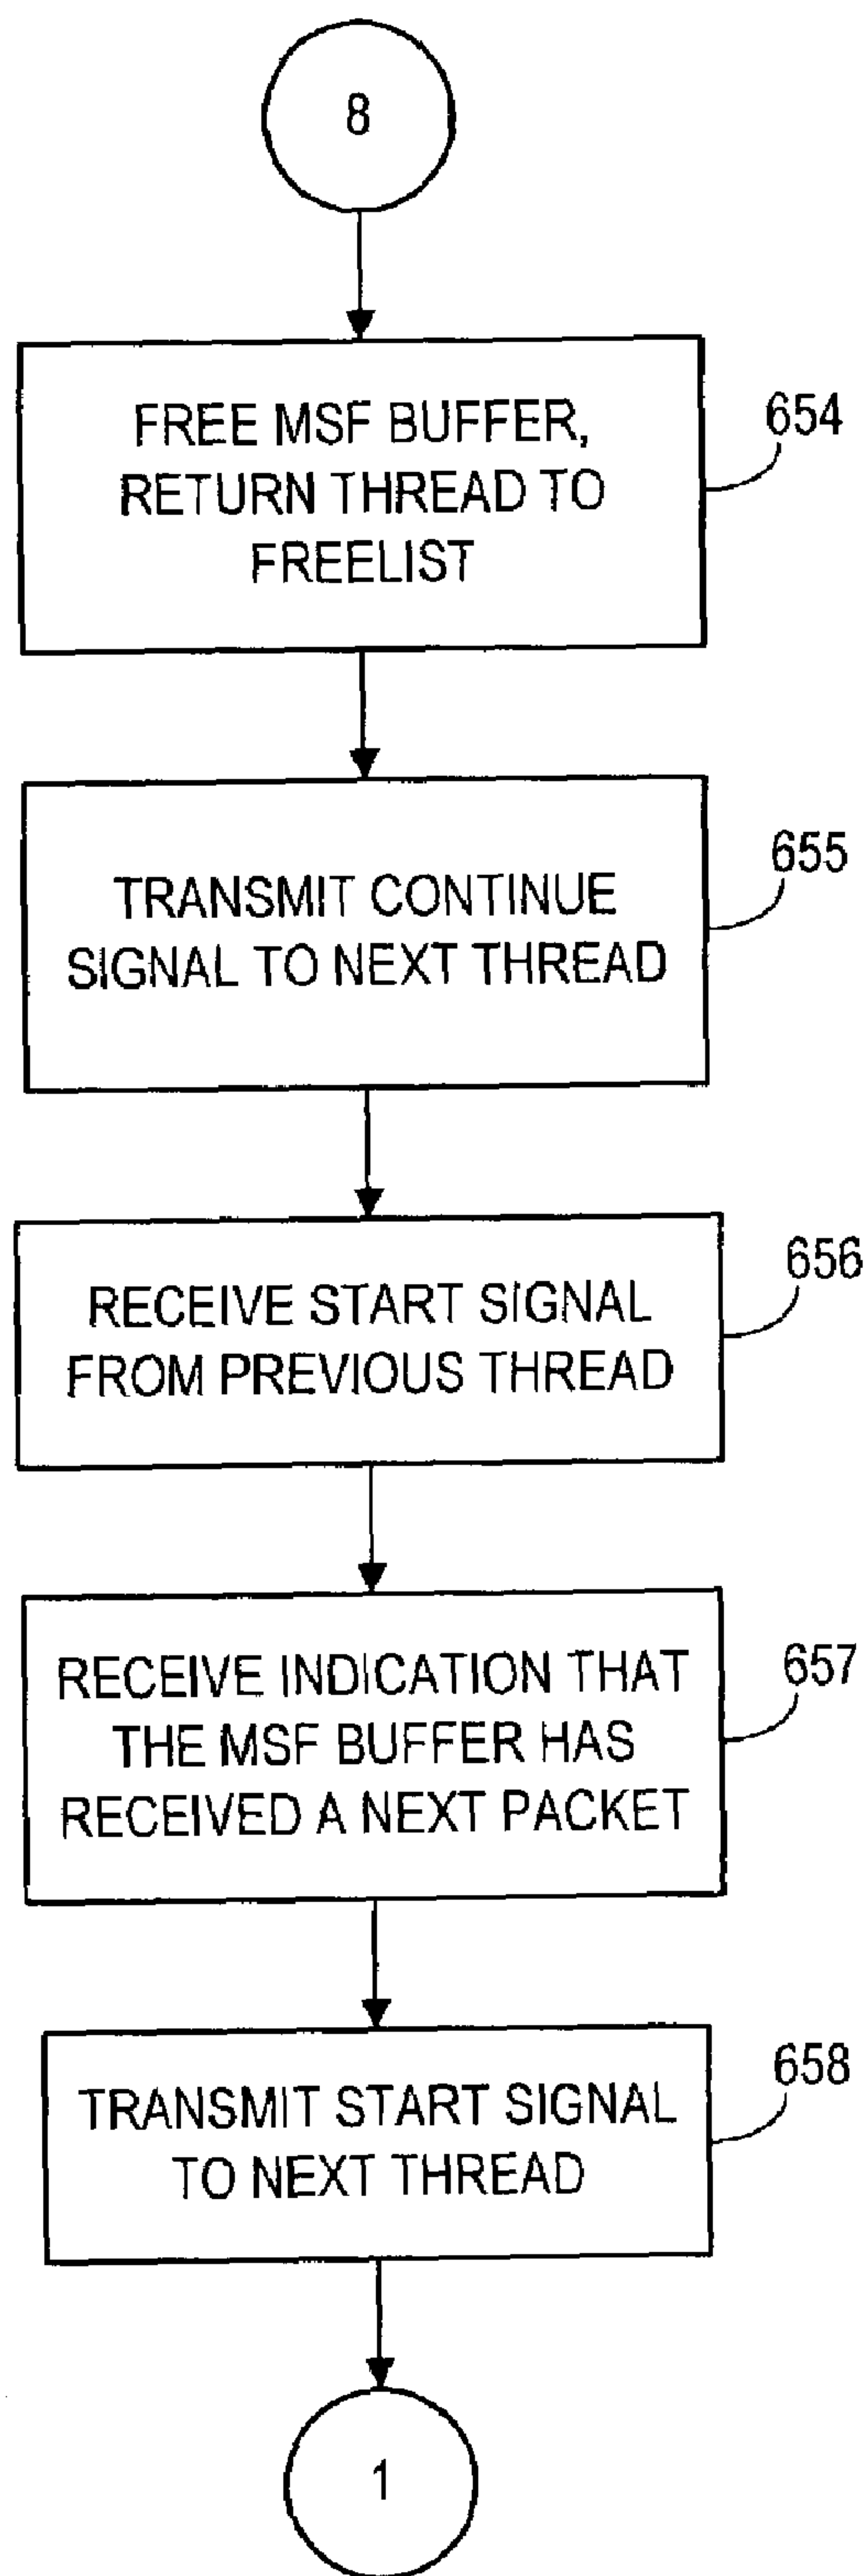 8
FREE MSF BUFFER,
RETURN THREAD TO
FREELIST
654
TRANSMIT CONTINUE
SIGNAL TO NEXT THREAD
655
RECEIVE START SIGNAL
FROM PREVIOUS THREAD
656
RECEIVE INDICATION THAT
THE MSF BUFFER HAS
RECEIVED A NEXT PACKET
657
TRANSMIT START SIGNAL
TO NEXT THREAD
658
1